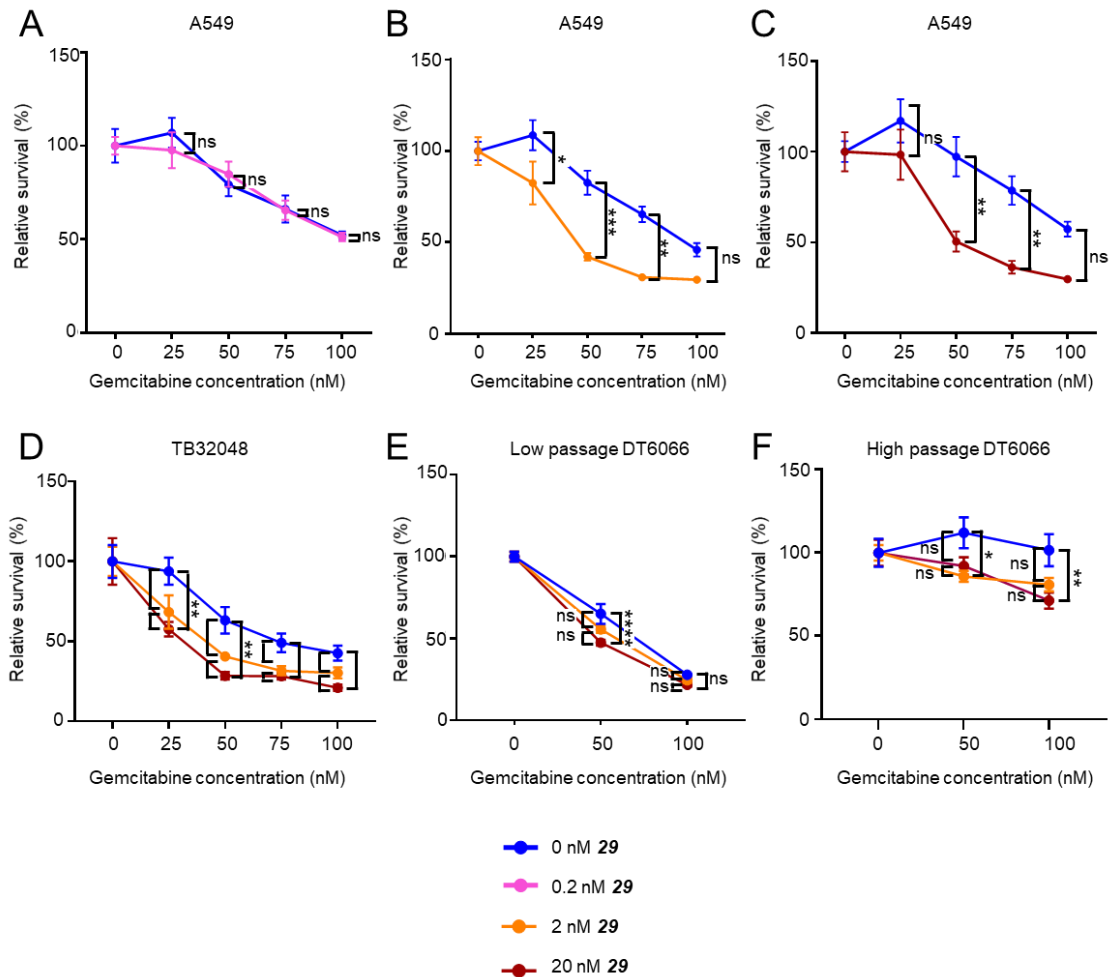 A
A549
Relative survival (%)
150
100
50
0
ns
ns
ns
ns
0 25 50 75 100
Gemcitabine concentration (nM)
B
A549
Relative survival (%)
150
100
50
0
*
***
**
ns
0 25 50 75 100
Gemcitabine concentration (nM)
C
A549
Relative survival (%)
150
100
50
0
ns
**
**
ns
0 25 50 75 100
Gemcitabine concentration (nM)
D
TB32048
Relative survival (%)
150
100
50
0
**
**
0 25 50 75 100
Gemcitabine concentration (nM)
E
Low passage DT6066
Relative survival (%)
150
100
50
0
ns
ns
****
ns
ns
ns
0 50 100
Gemcitabine concentration (nM)
F
High passage DT6066
Relative survival (%)
150
100
50
0
ns
ns
*
ns
ns
**
0 50 100
Gemcitabine concentration (nM)
0 nM 29
0.2 nM 29
2 nM 29
20 nM 29